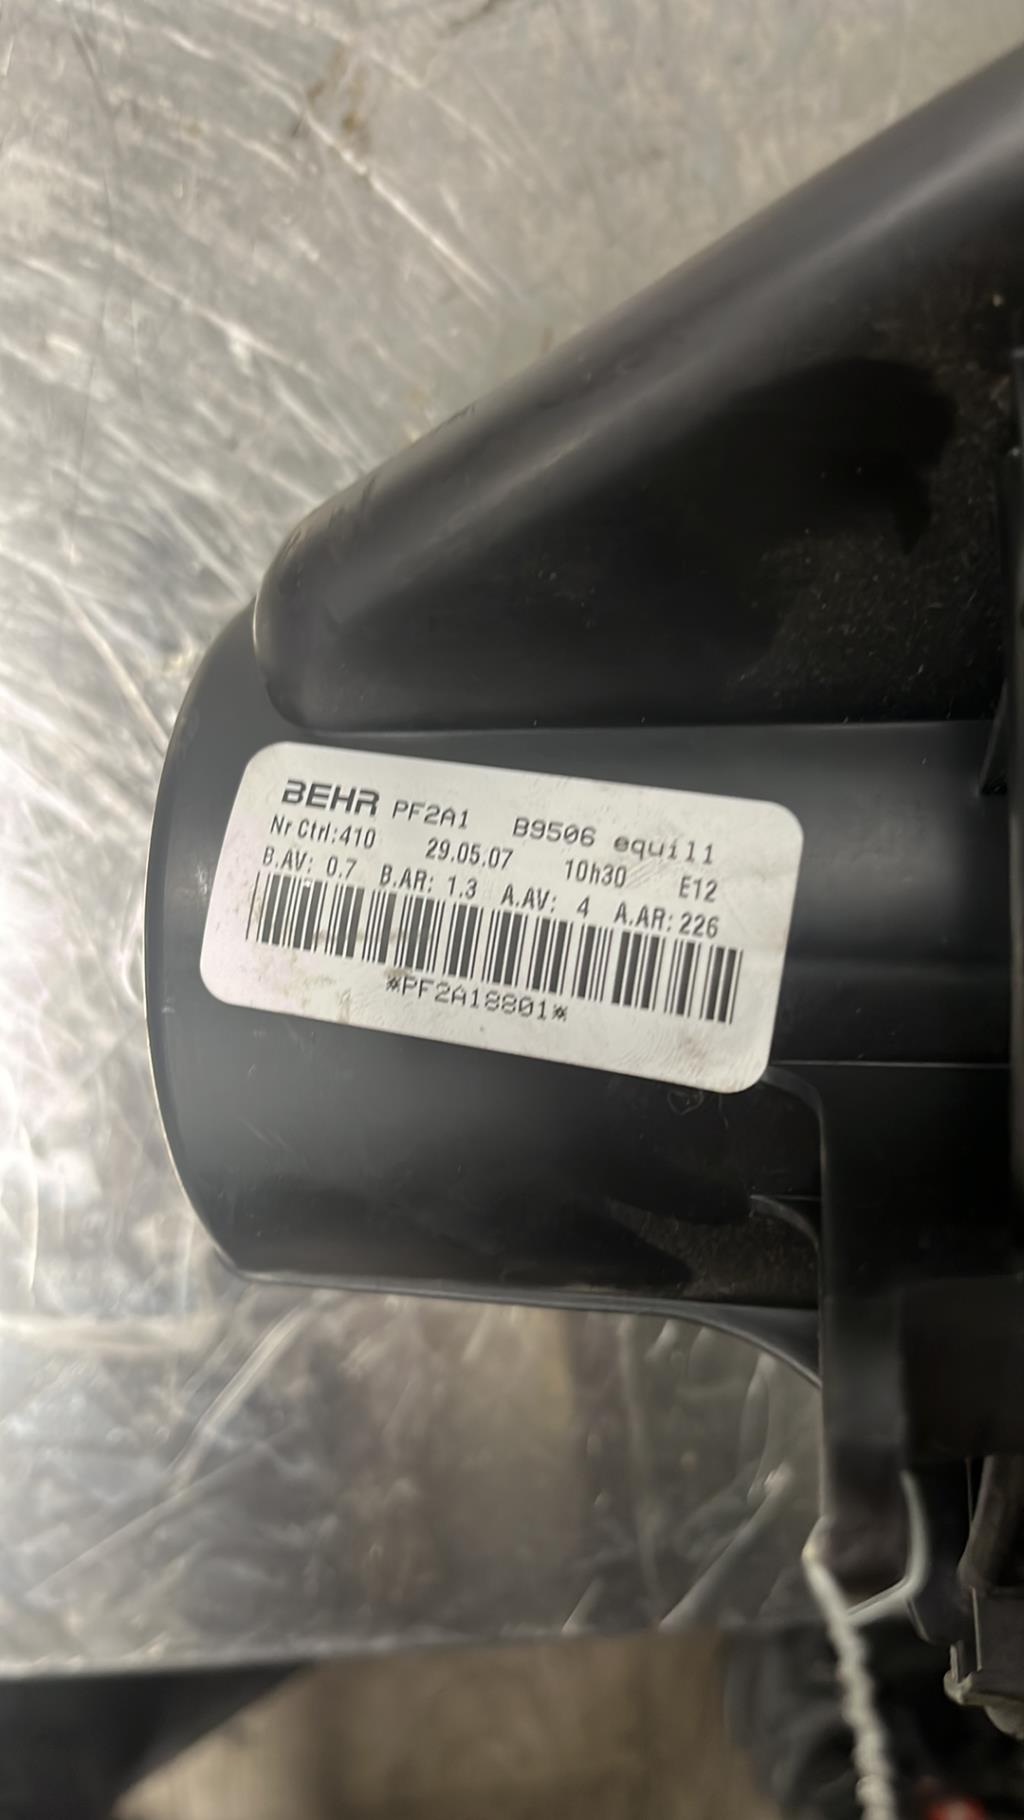 BEHR PF2A1 B9506 equil1
Nr Ctrl:410 29.05.07 10h30 E12
B.AV: 0.7 B.AR: 1.3 A.AV: 4 A.AR: 226
*PF2A18801*